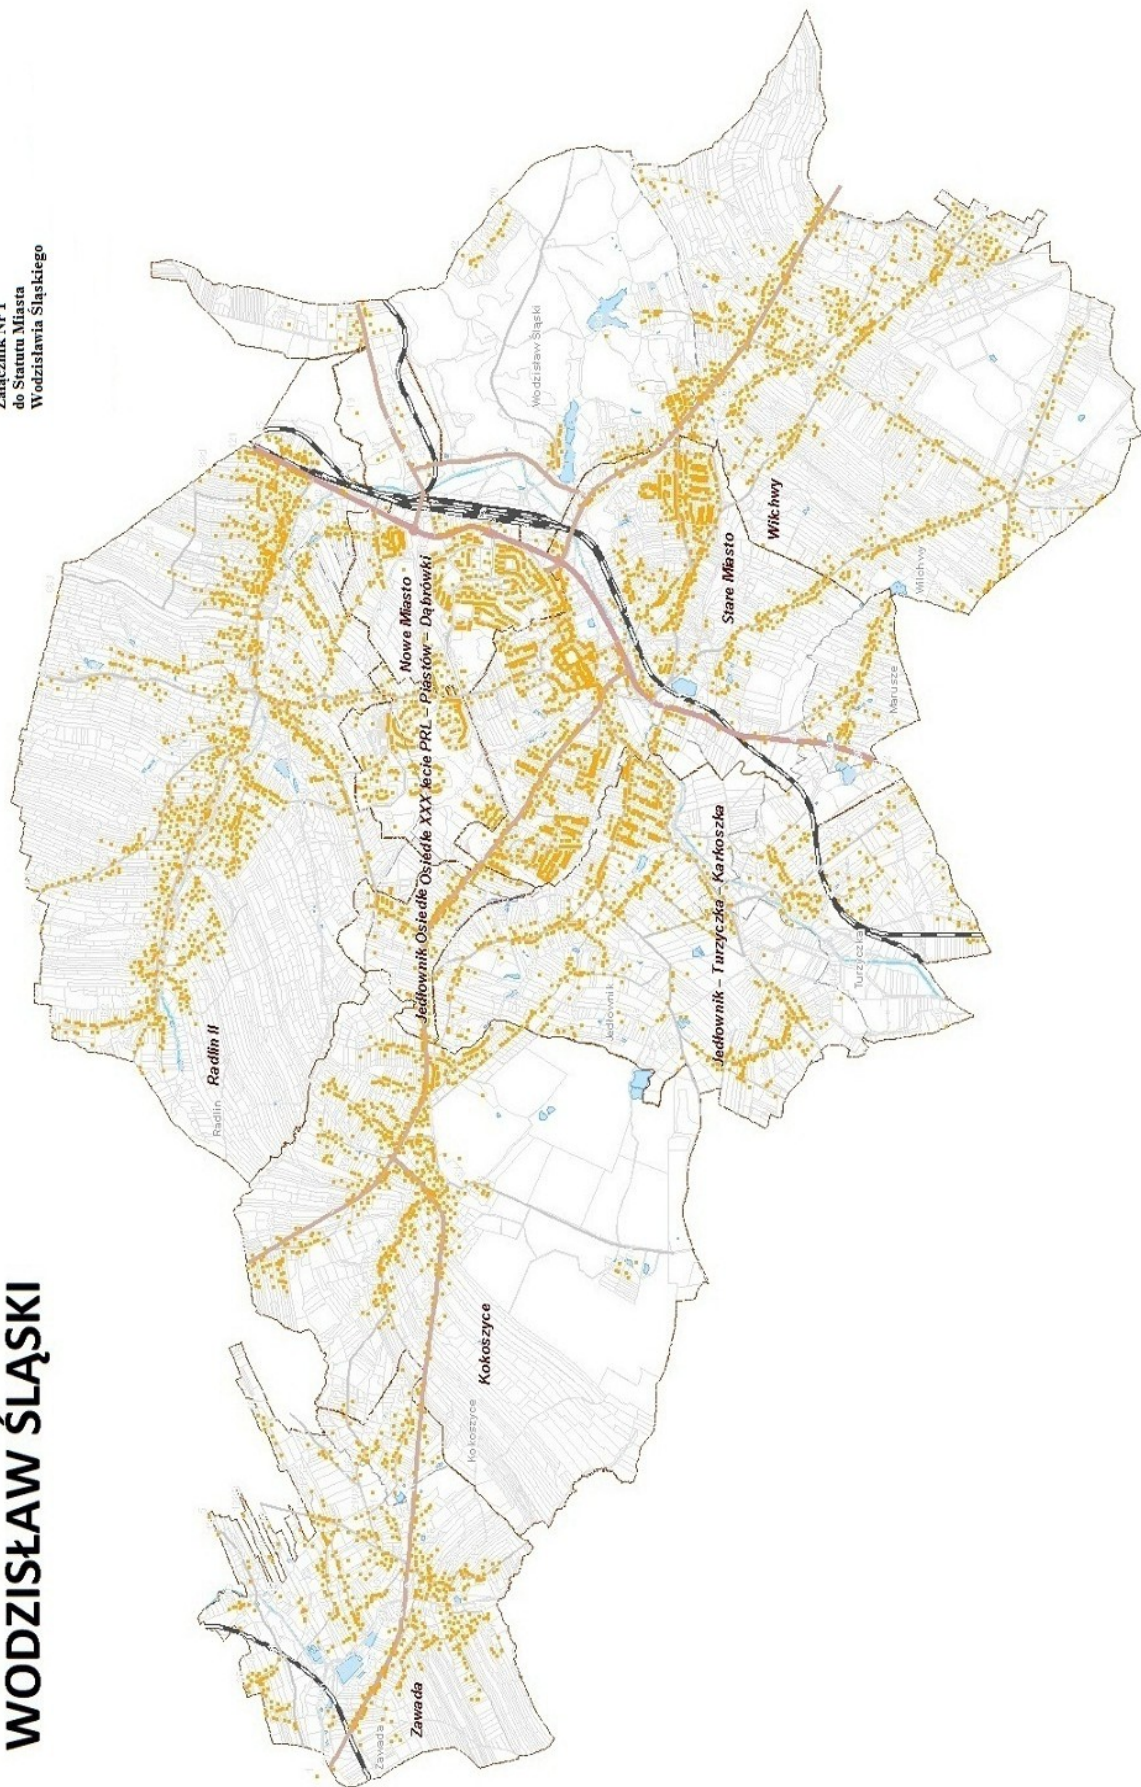 WODZISŁAW ŚLĄSKI
Załącznik Nr 1
do Statutu Miasta
Wodzisławia Śląskiego
Zawada
Zawada
Kokoszyce
Kokoszyce
Radlin
Radlin II
Jedłownik Osiedle
Osiedle XXX lecie PRL – Piastów – Dąbrówki
Nowe Miasto
Wodzisław Śląski
Jedłownik
Jedłownik – Turzyczka – Karkoszka
Turzyczka
Stare Miasto
Wilchwy
Marusze
Wilchwy